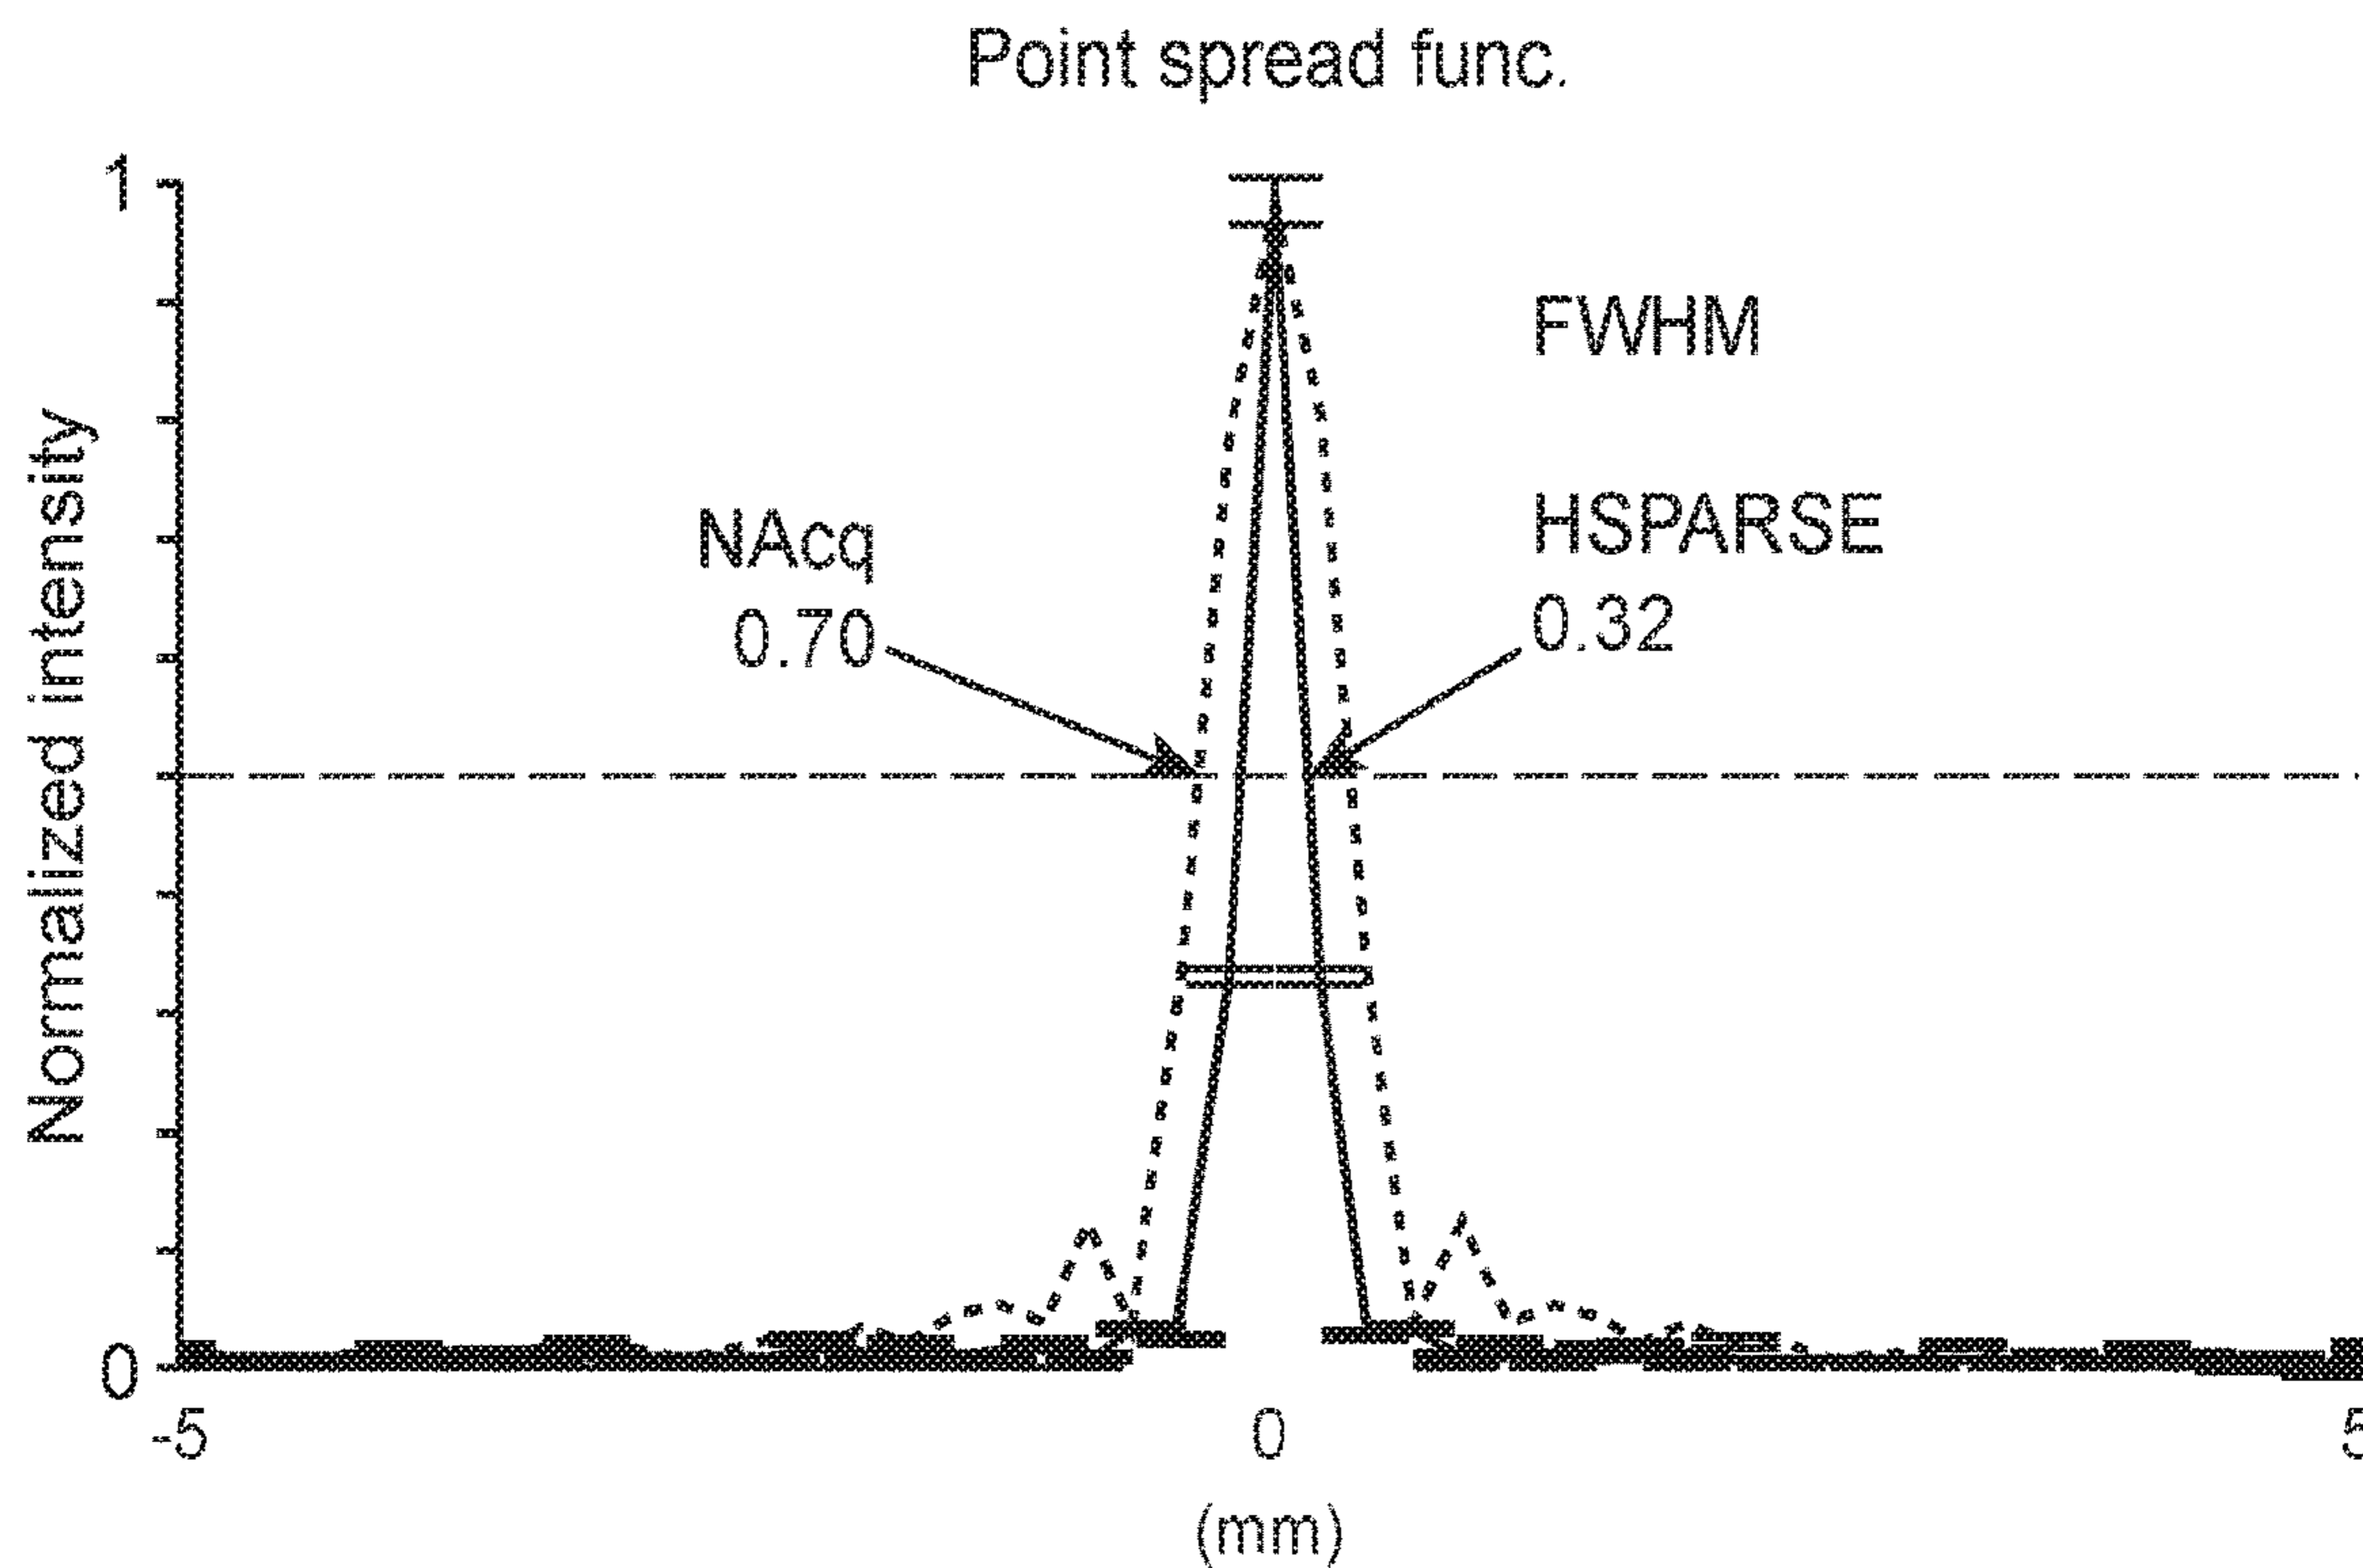 Point spread func.
1
Normalized intensity
FWHM
NAcq
0.70
HSPARSE
0.32
0
-5
0
5
(mm)